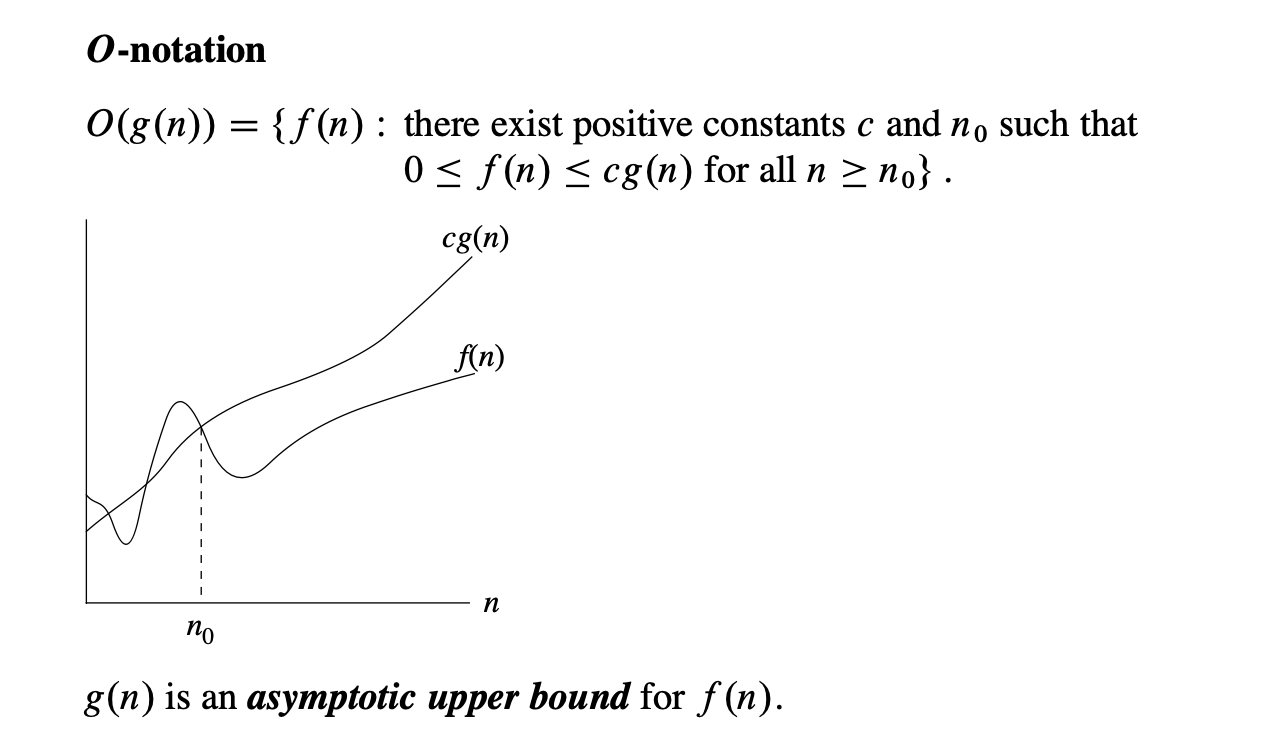 O-notation
O(g(n)) = {f(n) : there exist positive constants c and n₀ such that
0 ≤ f(n) ≤ cg(n) for all n ≥ n₀} .
cg(n)
f(n)
n
n₀
g(n) is an asymptotic upper bound for f(n).